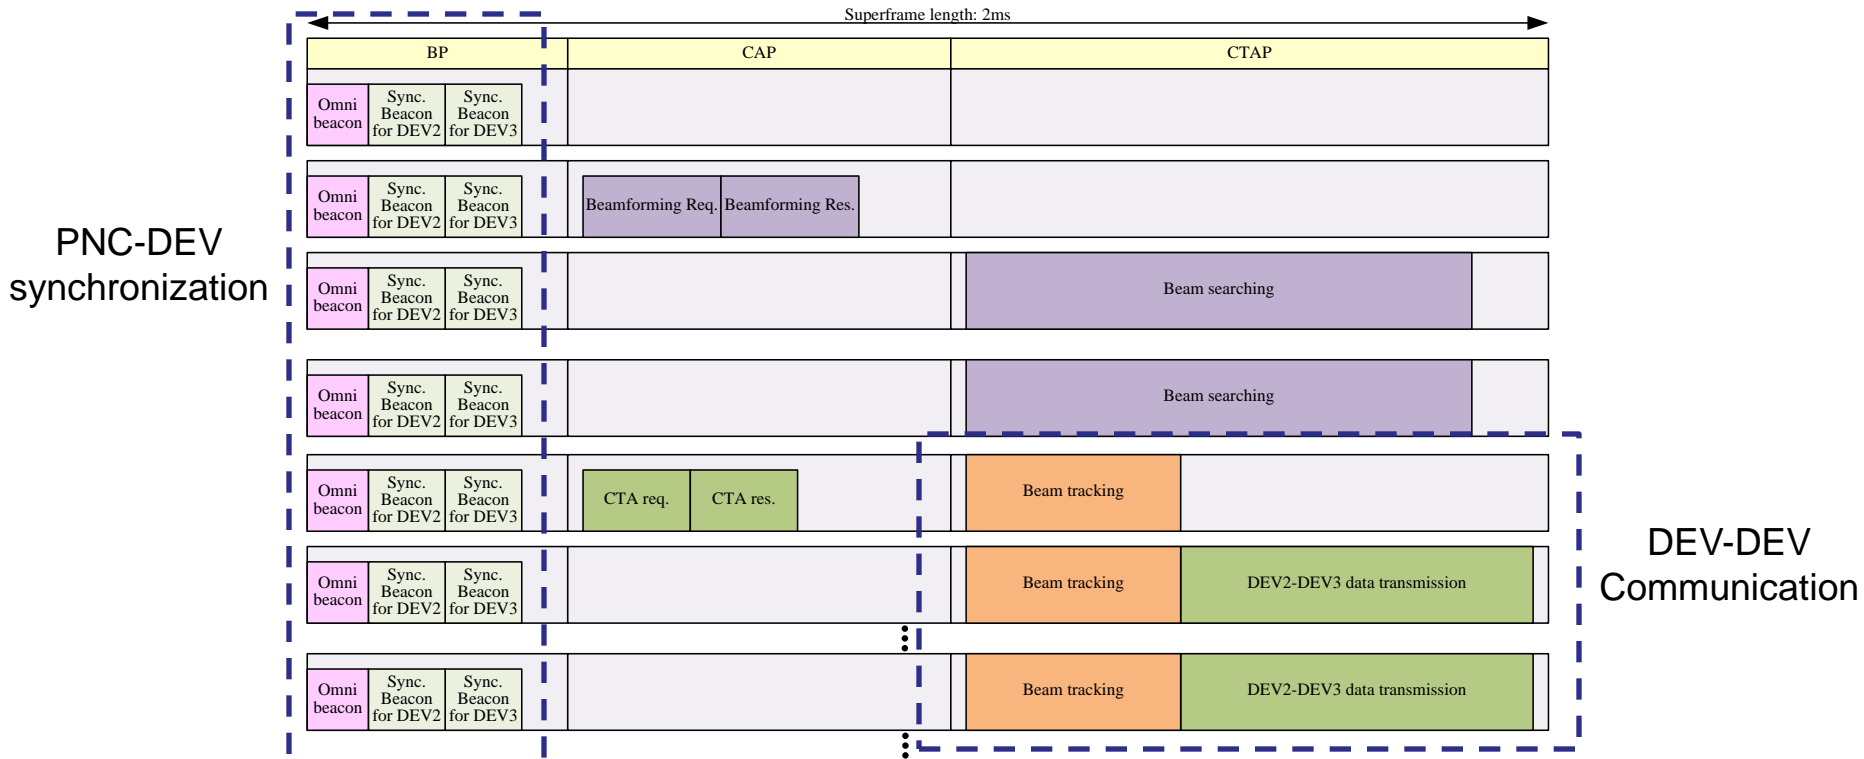 Superframe length: 2ms
BP CAP CTAP
Omni
beacon
Sync.
Beacon
for DEV2
Sync.
Beacon
for DEV3
Omni
beacon
Sync.
Beacon
for DEV2
Sync.
Beacon
for DEV3
Beamforming Req. Beamforming Res.
PNC-DEV
synchronization
Omni
beacon
Sync.
Beacon
for DEV2
Sync.
Beacon
for DEV3
Beam searching
Omni
beacon
Sync.
Beacon
for DEV2
Sync.
Beacon
for DEV3
Beam searching
Omni
beacon
Sync.
Beacon
for DEV2
Sync.
Beacon
for DEV3
CTA req. CTA res.
Beam tracking
DEV-DEV
Communication
Omni
beacon
Sync.
Beacon
for DEV2
Sync.
Beacon
for DEV3
Beam tracking
DEV2-DEV3 data transmission
Omni
beacon
Sync.
Beacon
for DEV2
Sync.
Beacon
for DEV3
Beam tracking
DEV2-DEV3 data transmission